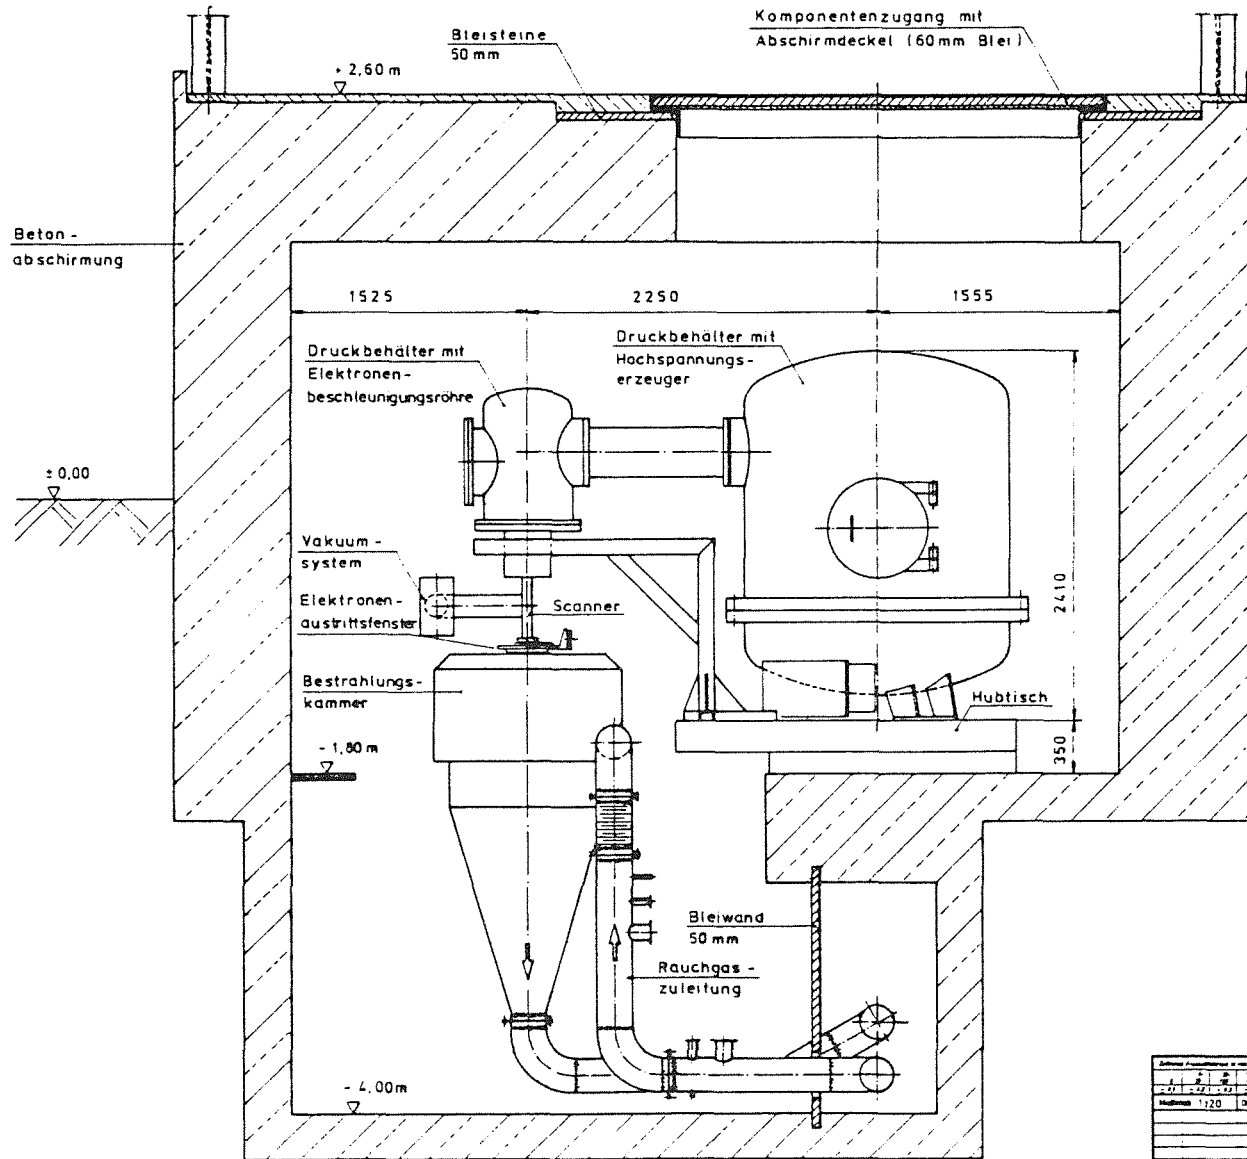 Komponentenzugang mit
Abschirmdeckel (60mm Blei)
Bleisteine
50 mm
+ 2,60 m
Beton -
abschirmung
1525
2250
1555
Druckbehälter mit
Elektronen -
beschleunigungsröhre
Druckbehälter mit
Hochspannungs -
erzeuger
± 0,00
Vakuum -
system
Elektronen -
austrittsfenster
Scanner
2410
Bestrahlungs -
kammer
Hubtisch
- 1,80 m
350
Bleiwand
50 mm
Rauchgas -
zuleitung
- 4,00 m
1:20